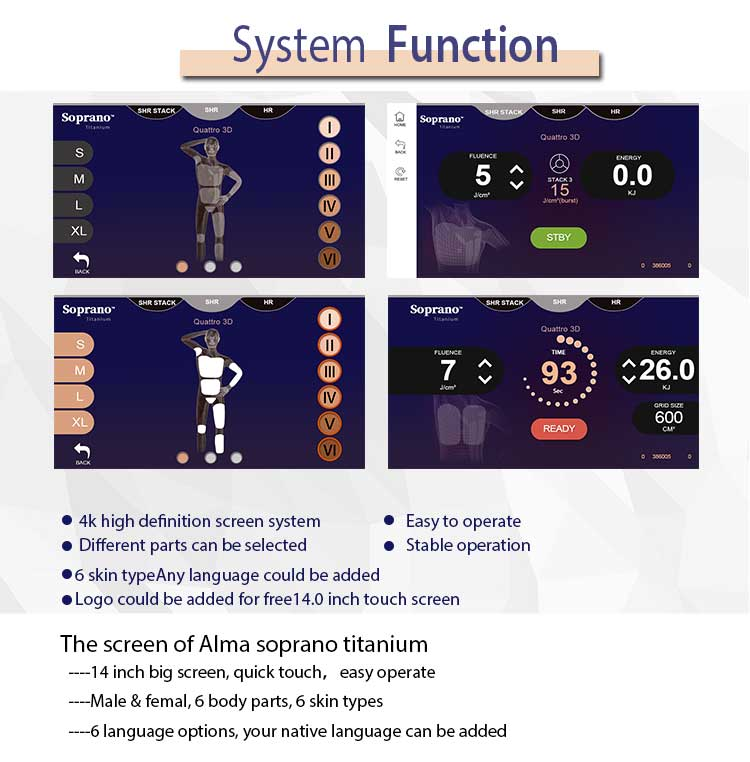 System Function
SHR STACK SHR HR
Soprano™
Titanium
Quattro 3D
S
M
L
XL
BACK
I
II
III
IV
V
VI
HOME
BACK
RESET
SHR STACK SHR HR
Soprano™
Titanium
Quattro 3D
FLUENCE
5
J/cm²
STACK 3
15
J/cm²(burst)
ENERGY
0.0
KJ
STBY
0 386005 0
SHR STACK SHR HR
Soprano™
Titanium
Quattro 3D
S
M
L
XL
BACK
I
II
III
IV
V
VI
SHR STACK SHR HR
Soprano™
Titanium
Quattro 3D
FLUENCE
7
J/cm²
TIME
93
Sec
ENERGY
26.0
KJ
GRID SIZE
600
CM²
READY
0 386005 0
● 4k high definition screen system
● Different parts can be selected
● Easy to operate
● Stable operation
●6 skin typeAny language could be added
●Logo could be added for free14.0 inch touch screen
The screen of Alma soprano titanium
----14 inch big screen, quick touch， easy operate
----Male & femal, 6 body parts, 6 skin types
----6 language options, your native language can be added